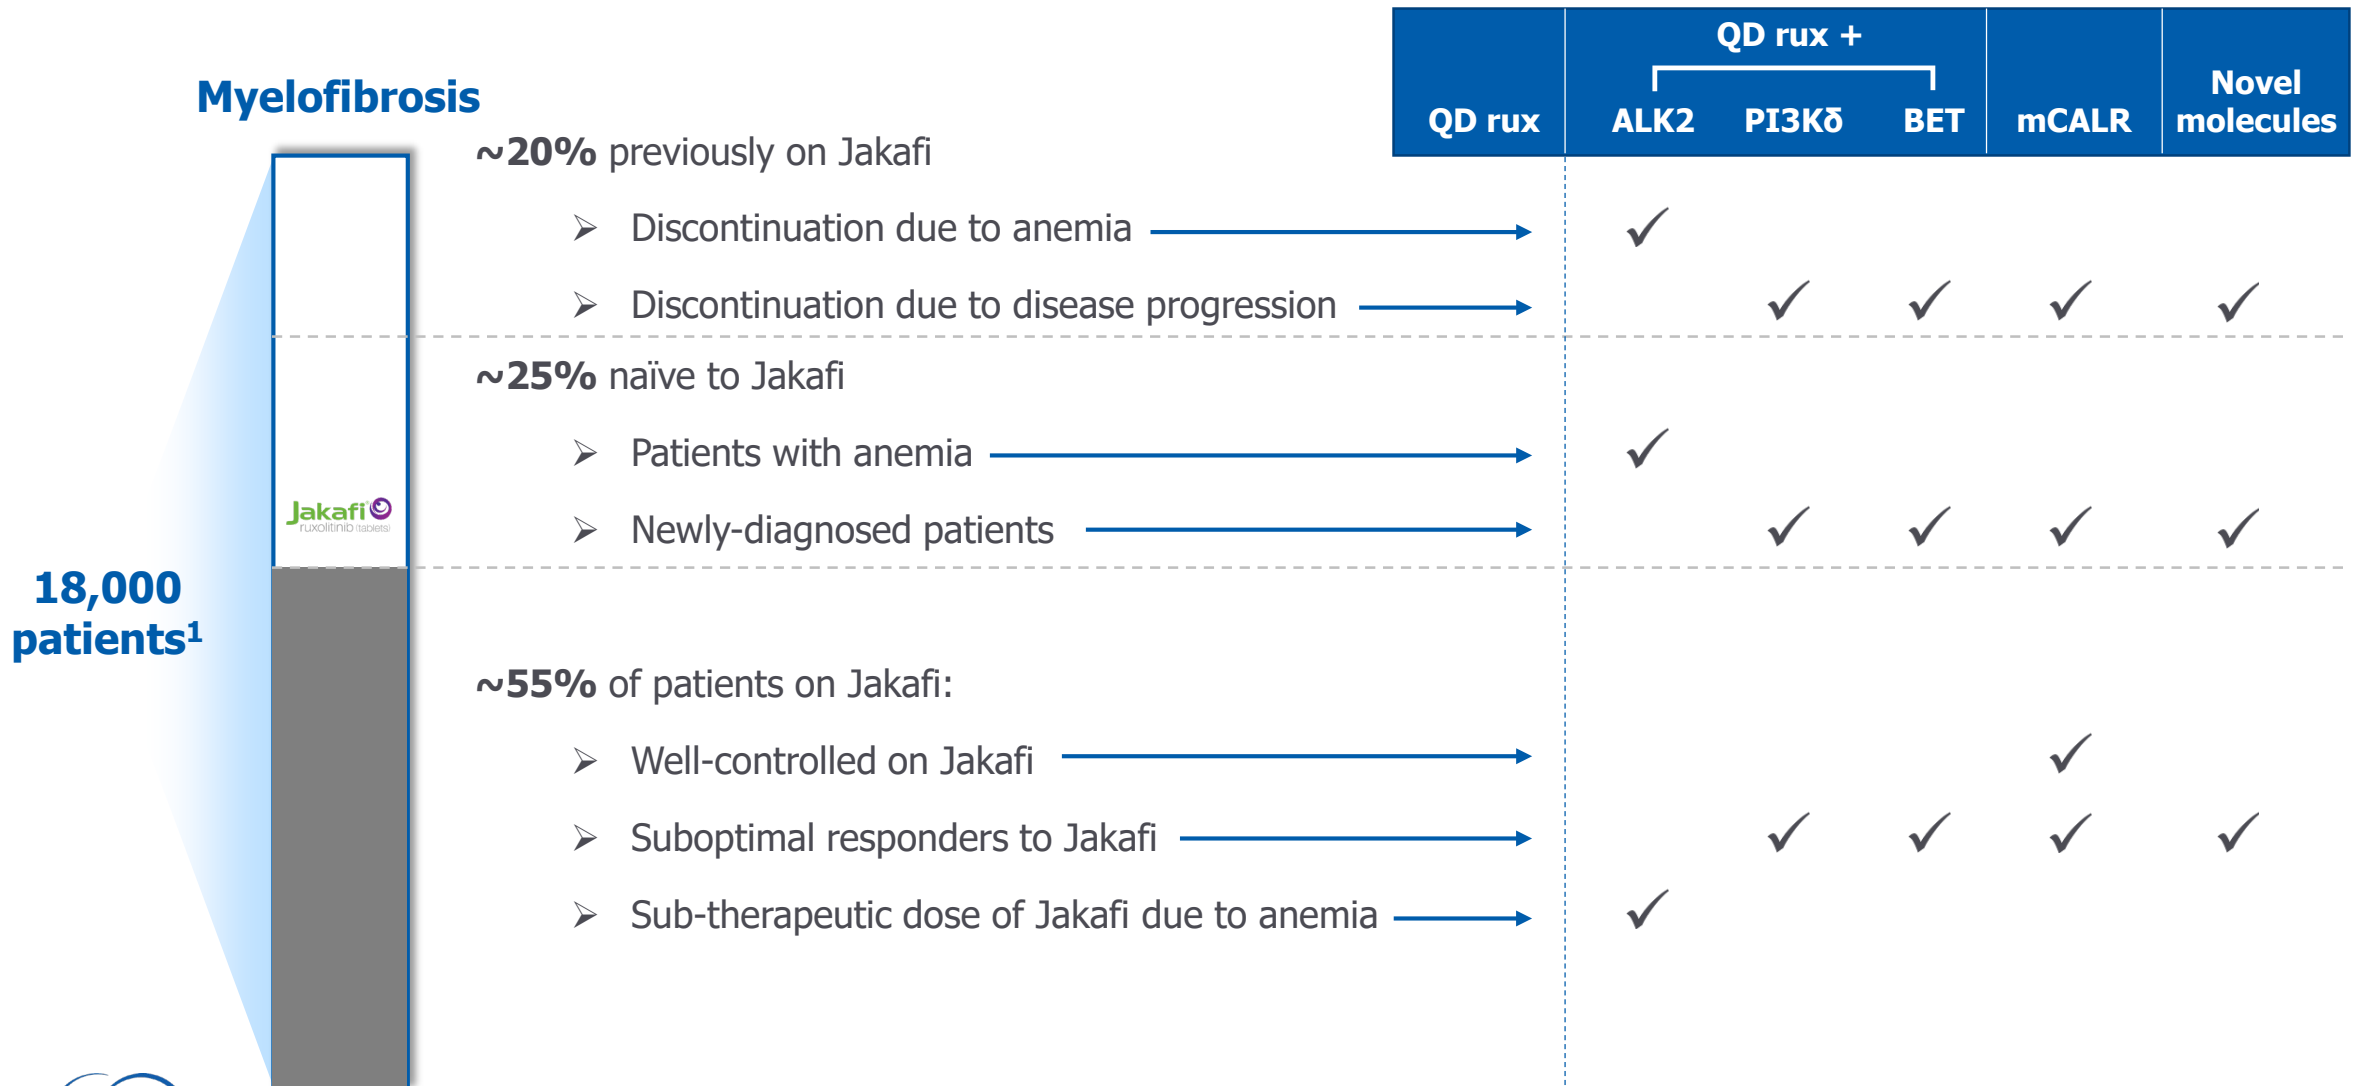 QD rux +
Myelofibrosis
QD rux
ALK2 PI3Kδ BET
mCALR
Novel
molecules
~20% previously on Jakafi
➢ Discontinuation due to anemia ✓
➢ Discontinuation due to disease progression ✓ ✓ ✓ ✓
~25% naïve to Jakafi
➢ Patients with anemia ✓
Jakafi
ruxolitinib (tablets)
➢ Newly-diagnosed patients ✓ ✓ ✓ ✓
18,000
patients¹
~55% of patients on Jakafi:
➢ Well-controlled on Jakafi ✓
➢ Suboptimal responders to Jakafi ✓ ✓ ✓ ✓
➢ Sub-therapeutic dose of Jakafi due to anemia ✓